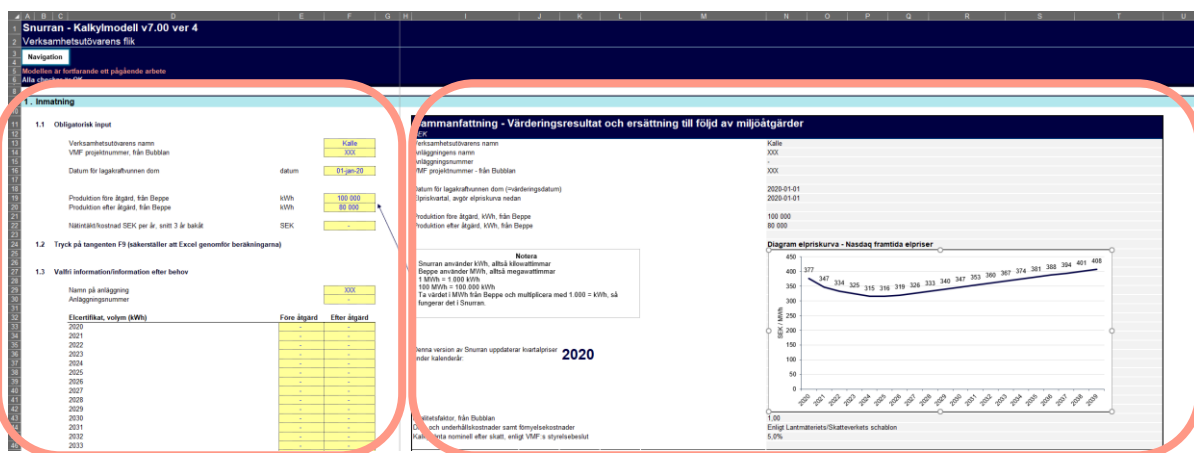 Snurran - Kalkylmodell v7.00 ver 4
Verksamhetsutövarens flik
Navigation
Modellen är fortfarande ett pågående arbete
Alla checkar är OK
1. Inmatning
1.1 Obligatorisk input
Verksamhetsutövarens namn Kalle
VMF projektnummer, från Bubblan XXX
Datum för lagakraftvunnen dom datum 01-jan-20
Produktion före åtgärd, från Beppe kWh 100 000
Produktion efter åtgärd, från Beppe kWh 80 000
Nätintäkt/kostnad SEK per år, snitt 3 år bakåt SEK -
1.2 Tryck på tangenten F9 (säkerställer att Excel genomför beräkningarna)
1.3 Valfri information/information efter behov
Namn på anläggning XXX
Anläggningsnummer -
Elcertifikat, volym (kWh) Före åtgärd Efter åtgärd
2020 - -
2021 - -
2022 - -
2023 - -
2024 - -
2025 - -
2026 - -
2027 - -
2028 - -
2029 - -
2030 - -
2031 - -
2032 - -
2033 - -
Sammanfattning - Värderingsresultat och ersättning till följd av miljöåtgärder
SEK
Verksamhetsutövarens namn Kalle
Anläggningens namn XXX
Anläggningsnummer -
VMF projektnummer - från Bubblan XXX
Datum för lagakraftvunnen dom (=värderingsdatum) 2020-01-01
Elpriskvartal, avgör elpriskurva nedan 2020-01-01
Produktion före åtgärd, kWh, från Beppe 100 000
Produktion efter åtgärd, kWh, från Beppe 80 000
Notera
Snurran använder kWh, alltså kilowattimmar
Beppe använder MWh, alltså megawattimmar
1 MWh = 1 000 kWh
100 MWh = 100.000 kWh
Ta värdet i MWh från Beppe och multiplicera med 1.000 = kWh, så
fungerar det i Snurran.
Denna version av Snurran uppdaterar kvartalpriser
under kalenderår: 2020
Diagram elpriskurva - Nasdaq framtida elpriser
SEK / MWh
450
400
350
300
250
200
150
100
50
0
377 347 334 325 315 316 319 326 333 340 347 353 360 367 374 381 388 394 401 408
2020 2021 2022 2023 2024 2025 2026 2027 2028 2029 2030 2031 2032 2033 2034 2035 2036 2037 2038 2039
Kvalitetsfaktor, från Bubblan 1,00
och underhållskostnader samt förnyelsekostnader Enligt Lantmäteriets/Skatteverkets schablon
Kalkylränta nominell efter skatt, enligt VMF:s styrelsebeslut 5,0%